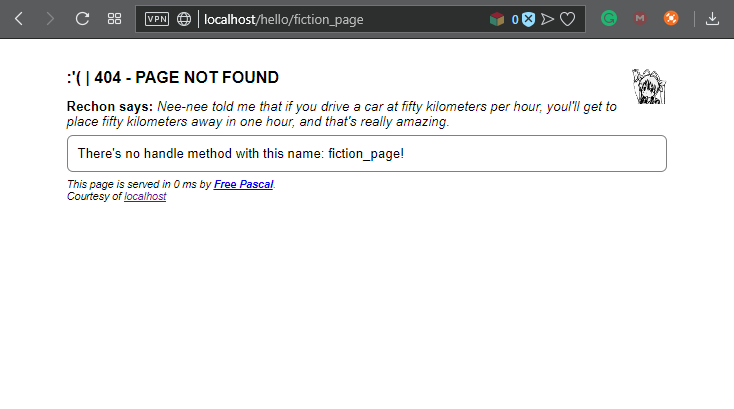 VPN
localhost/hello/fiction_page
0
:'( | 404 - PAGE NOT FOUND
Rechon says: Nee-nee told me that if you drive a car at fifty kilometers per hour, youl'll get to
place fifty kilometers away in one hour, and that's really amazing.
There's no handle method with this name: fiction_page!
This page is served in 0 ms by Free Pascal.
Courtesy of localhost